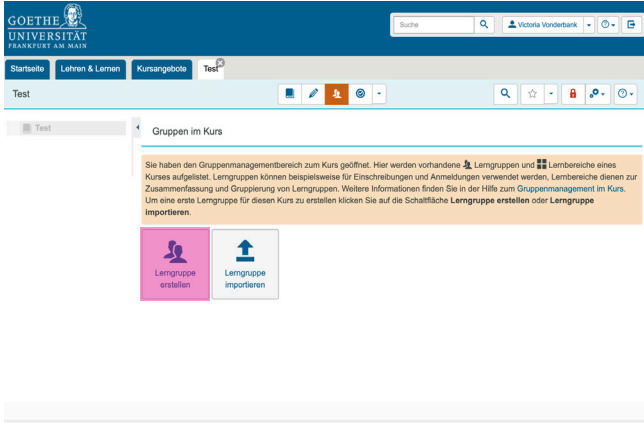 GOETHE
UNIVERSITÄT
FRANKFURT AM MAIN
Suche
Victoria Vonderbank
Startseite
Lehren & Lernen
Kursangebote
Test
Test
Test
Gruppen im Kurs
Sie haben den Gruppenmanagementbereich zum Kurs geöffnet. Hier werden vorhandene Lerngruppen und Lernbereiche eines
Kurses aufgelistet. Lerngruppen können beispielsweise für Einschreibungen und Anmeldungen verwendet werden, Lernbereiche dienen zur
Zusammenfassung und Gruppierung von Lerngruppen. Weitere Informationen finden Sie in der Hilfe zum Gruppenmanagement im Kurs.
Um eine erste Lerngruppe für diesen Kurs zu erstellen klicken Sie auf die Schaltfläche Lerngruppe erstellen oder Lerngruppe
importieren.
Lerngruppe
erstellen
Lerngruppe
importieren